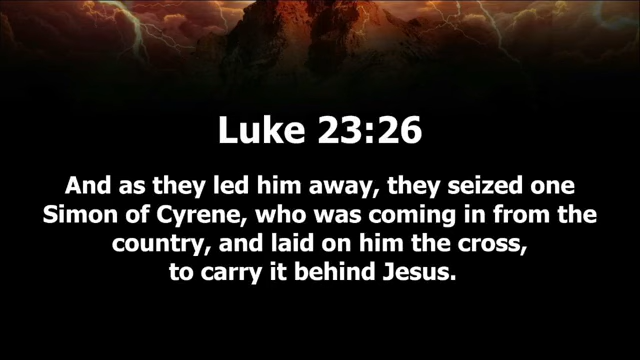 Luke 23:26
And as they led him away, they seized one
Simon of Cyrene, who was coming in from the
country, and laid on him the cross,
to carry it behind Jesus.